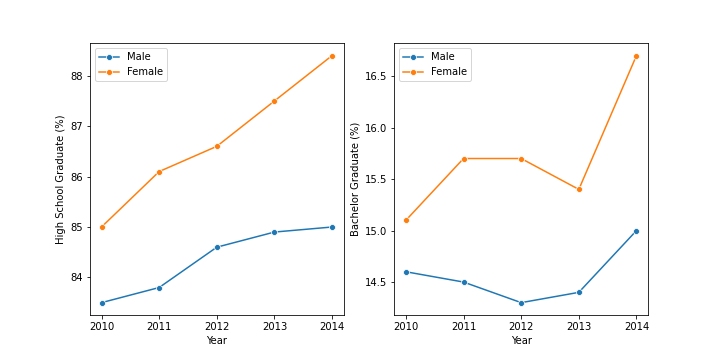 Male
Female
High School Graduate (%)
88
87
86
85
84
2010
2011
2012
2013
2014
Year
Male
Female
Bachelor Graduate (%)
16.5
16.0
15.5
15.0
14.5
2010
2011
2012
2013
2014
Year